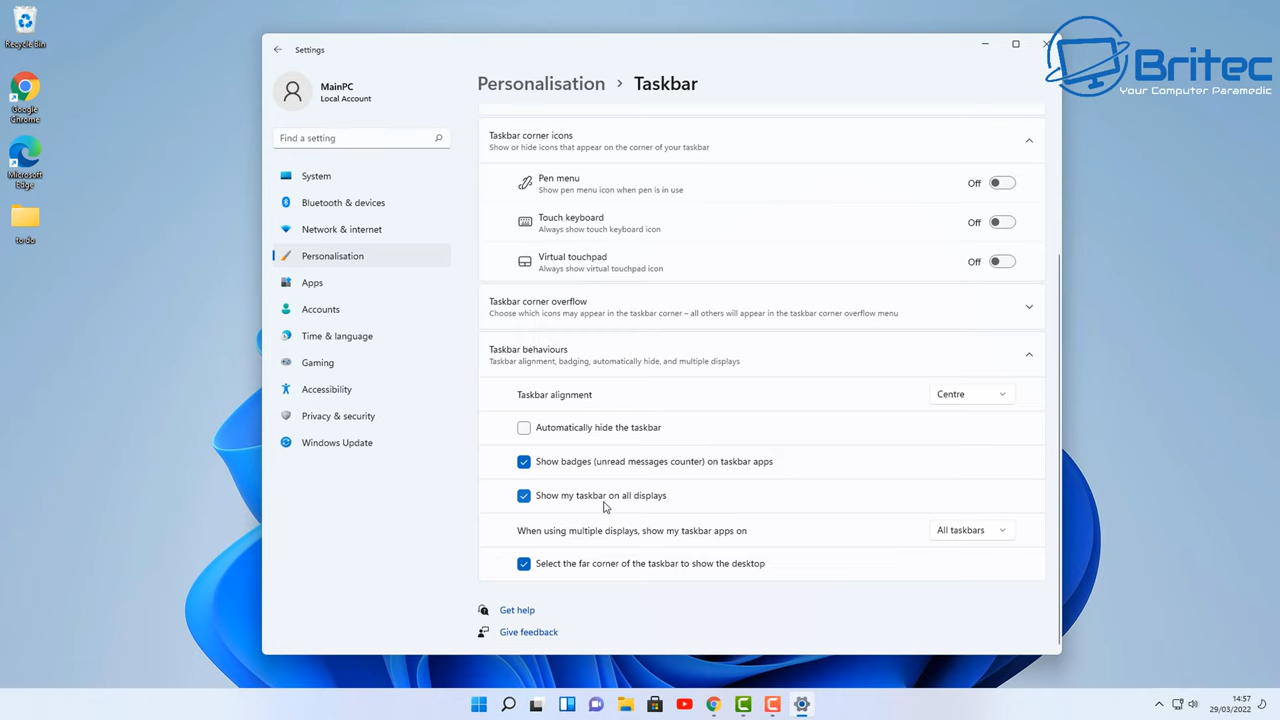 Recycle Bin
Google
Chrome
Microsoft
Edge
to do
Settings
MainPC
Local Account
Find a setting
System
Bluetooth & devices
Network & internet
Personalisation
Apps
Accounts
Time & language
Gaming
Accessibility
Privacy & security
Windows Update
Personalisation > Taskbar
Taskbar corner icons
Show or hide icons that appear on the corner of your taskbar
Pen menu
Show pen menu icon when pen is in use
Off
Touch keyboard
Always show touch keyboard icon
Off
Virtual touchpad
Always show virtual touchpad icon
Off
Taskbar corner overflow
Choose which icons may appear in the taskbar corner – all others will appear in the taskbar corner overflow menu
Taskbar behaviours
Taskbar alignment, badging, automatically hide, and multiple displays
Taskbar alignment
Centre
Automatically hide the taskbar
Show badges (unread messages counter) on taskbar apps
Show my taskbar on all displays
When using multiple displays, show my taskbar apps on
All taskbars
Select the far corner of the taskbar to show the desktop
Get help
Give feedback
Britec
Your Computer Paramedic
14:57
29/03/2022